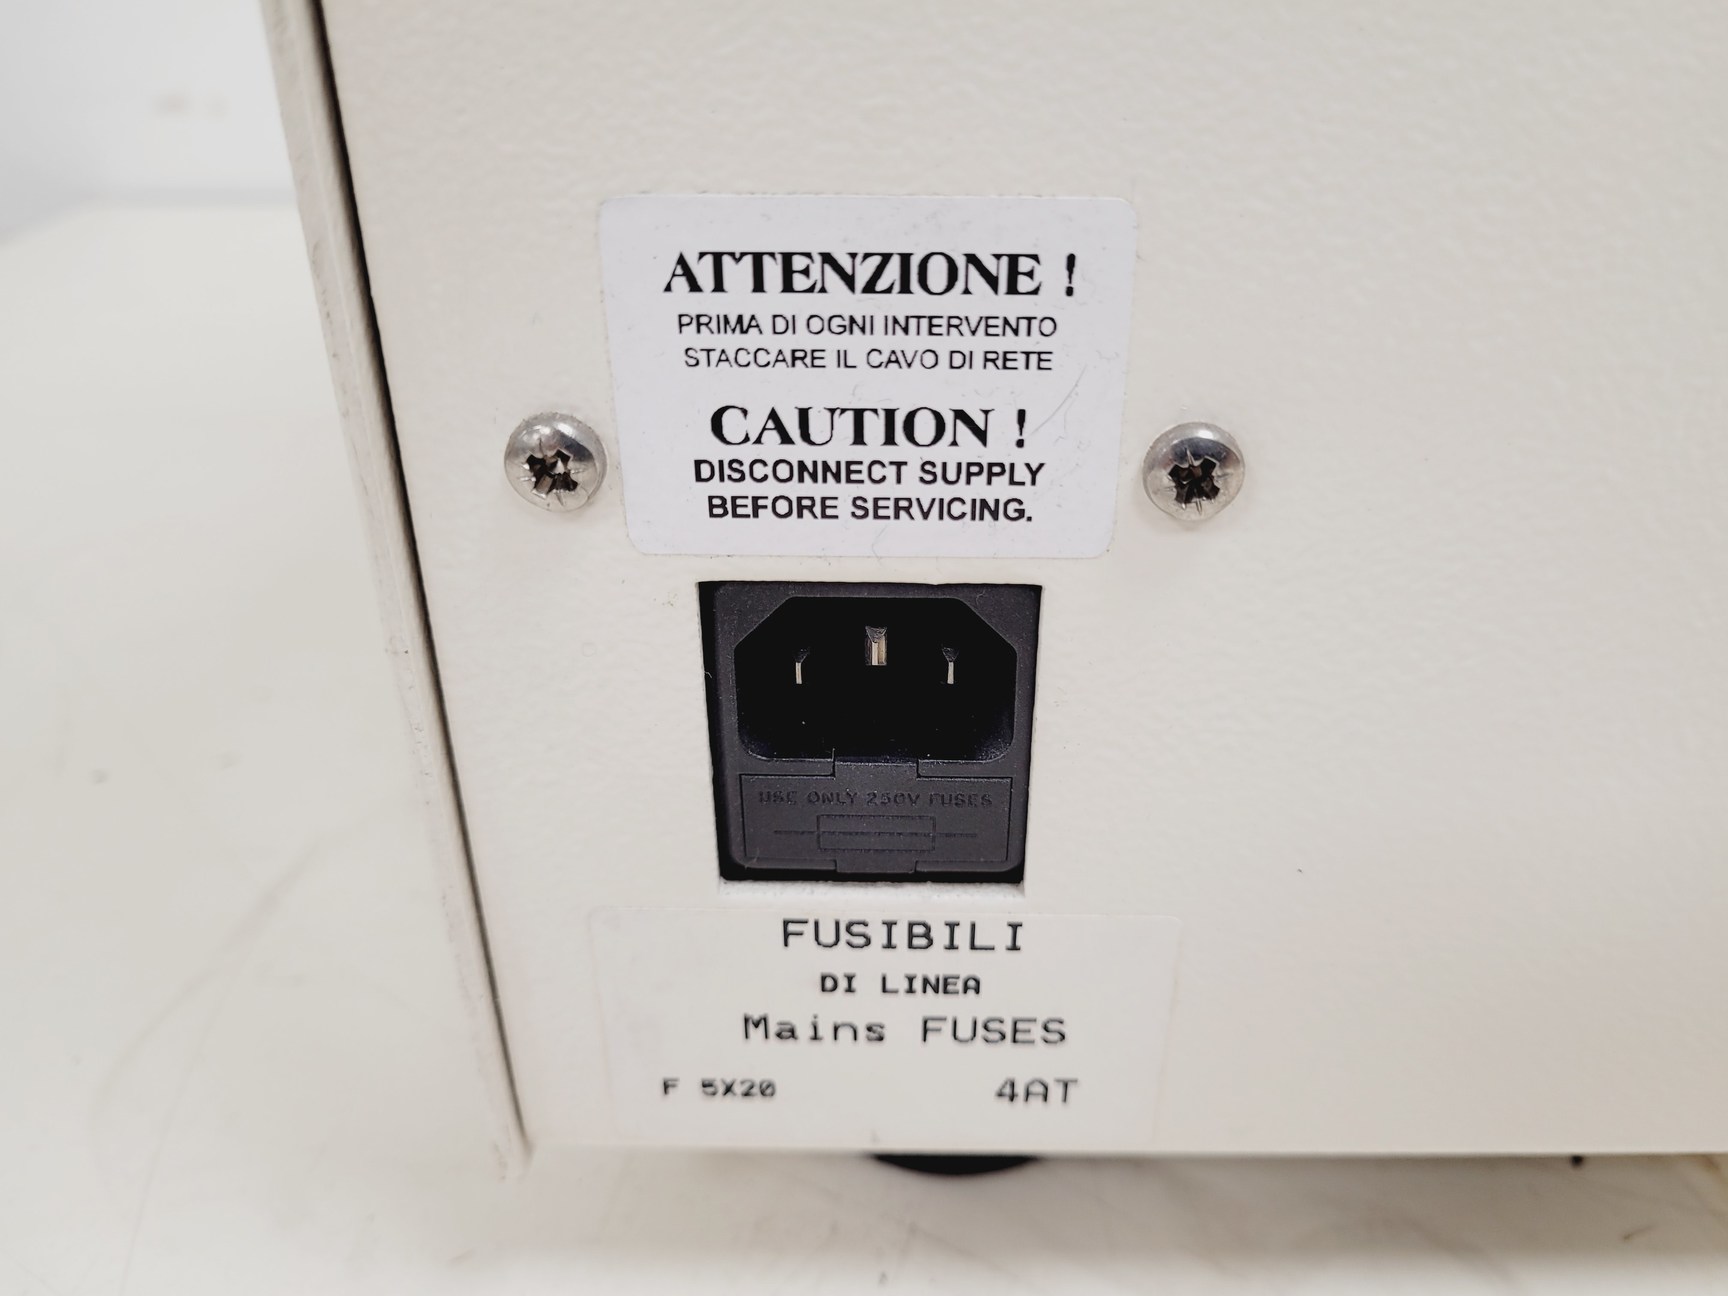 ATTENZIONE !
PRIMA DI OGNI INTERVENTO
STACCARE IL CAVO DI RETE
CAUTION !
DISCONNECT SUPPLY
BEFORE SERVICING.
USE ONLY 250V FUSES
FUSIBILI
DI LINEA
Mains FUSES
F 5X20 4AT